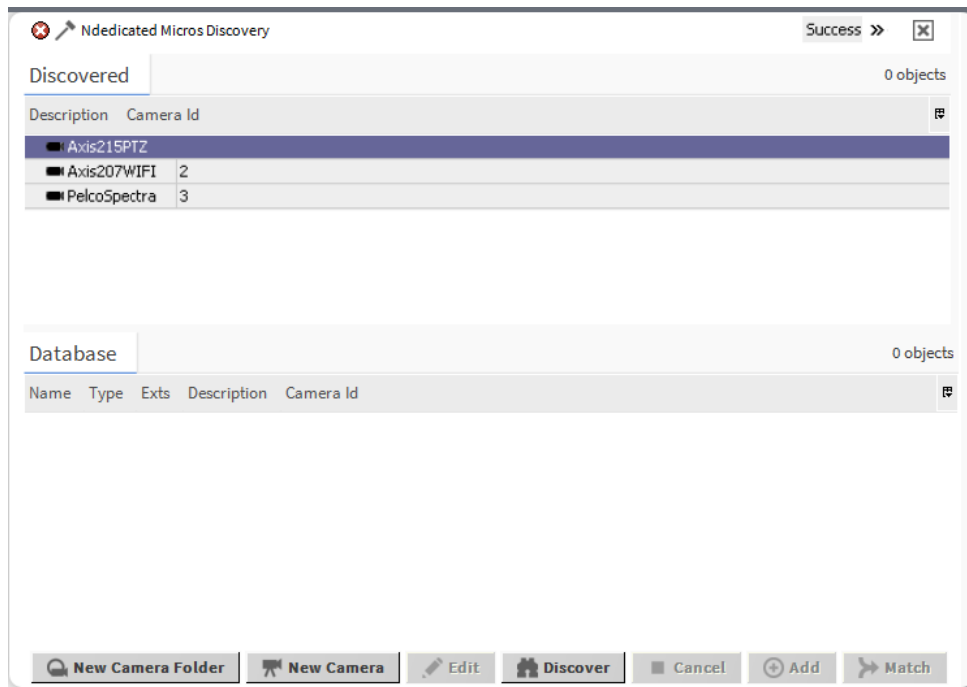 Ndedicated Micros Discovery Success »
Discovered 0 objects
Description Camera Id
Axis215PTZ
Axis207WIFI 2
PelcoSpectra 3
Database 0 objects
Name Type Exts Description Camera Id
New Camera Folder New Camera Edit Discover Cancel Add Match